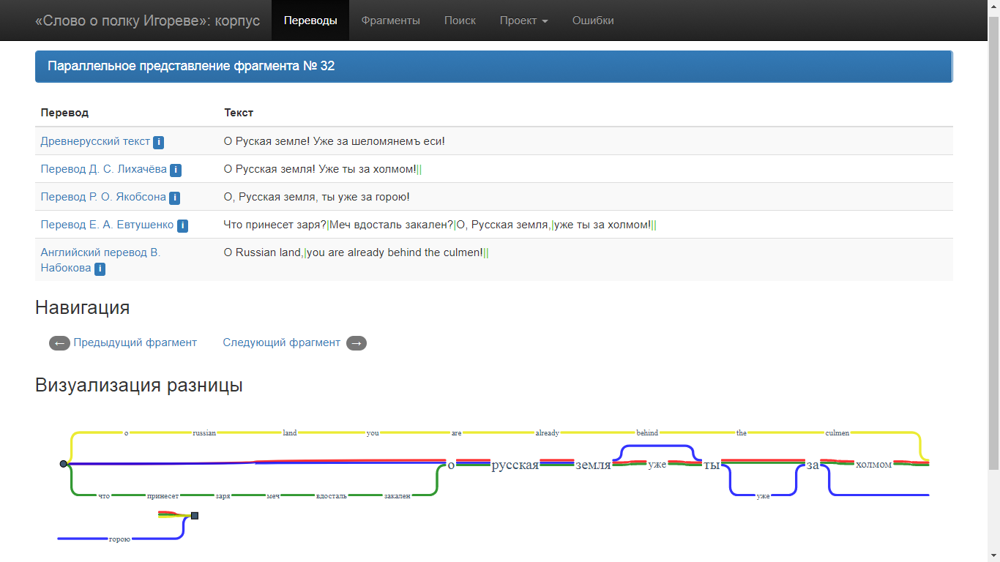 «Слово о полку Игореве»: корпус Переводы Фрагменты Поиск Проект Ошибки
Параллельное представление фрагмента № 32
Перевод Текст
Древнерусский текст i О Руская земле! Уже за шеломянемъ еси!
Перевод Д. С. Лихачёва i О Русская земля! Уже ты за холмом!||
Перевод Р. О. Якобсона i О, Русская земля, ты уже за горою!
Перевод Е. А. Евтушенко i Что принесет заря?|Меч вдосталь закален?|О, Русская земля,|уже ты за холмом!||
Английский перевод В. O Russian land,|you are already behind the culmen!||
Набокова i
Навигация
← Предыдущий фрагмент Следующий фрагмент →
Визуализация разницы
o russian land you are already behind the culmen
о русская земля уже ты за холмом
что принесет заря меч вдосталь закален уже
горою